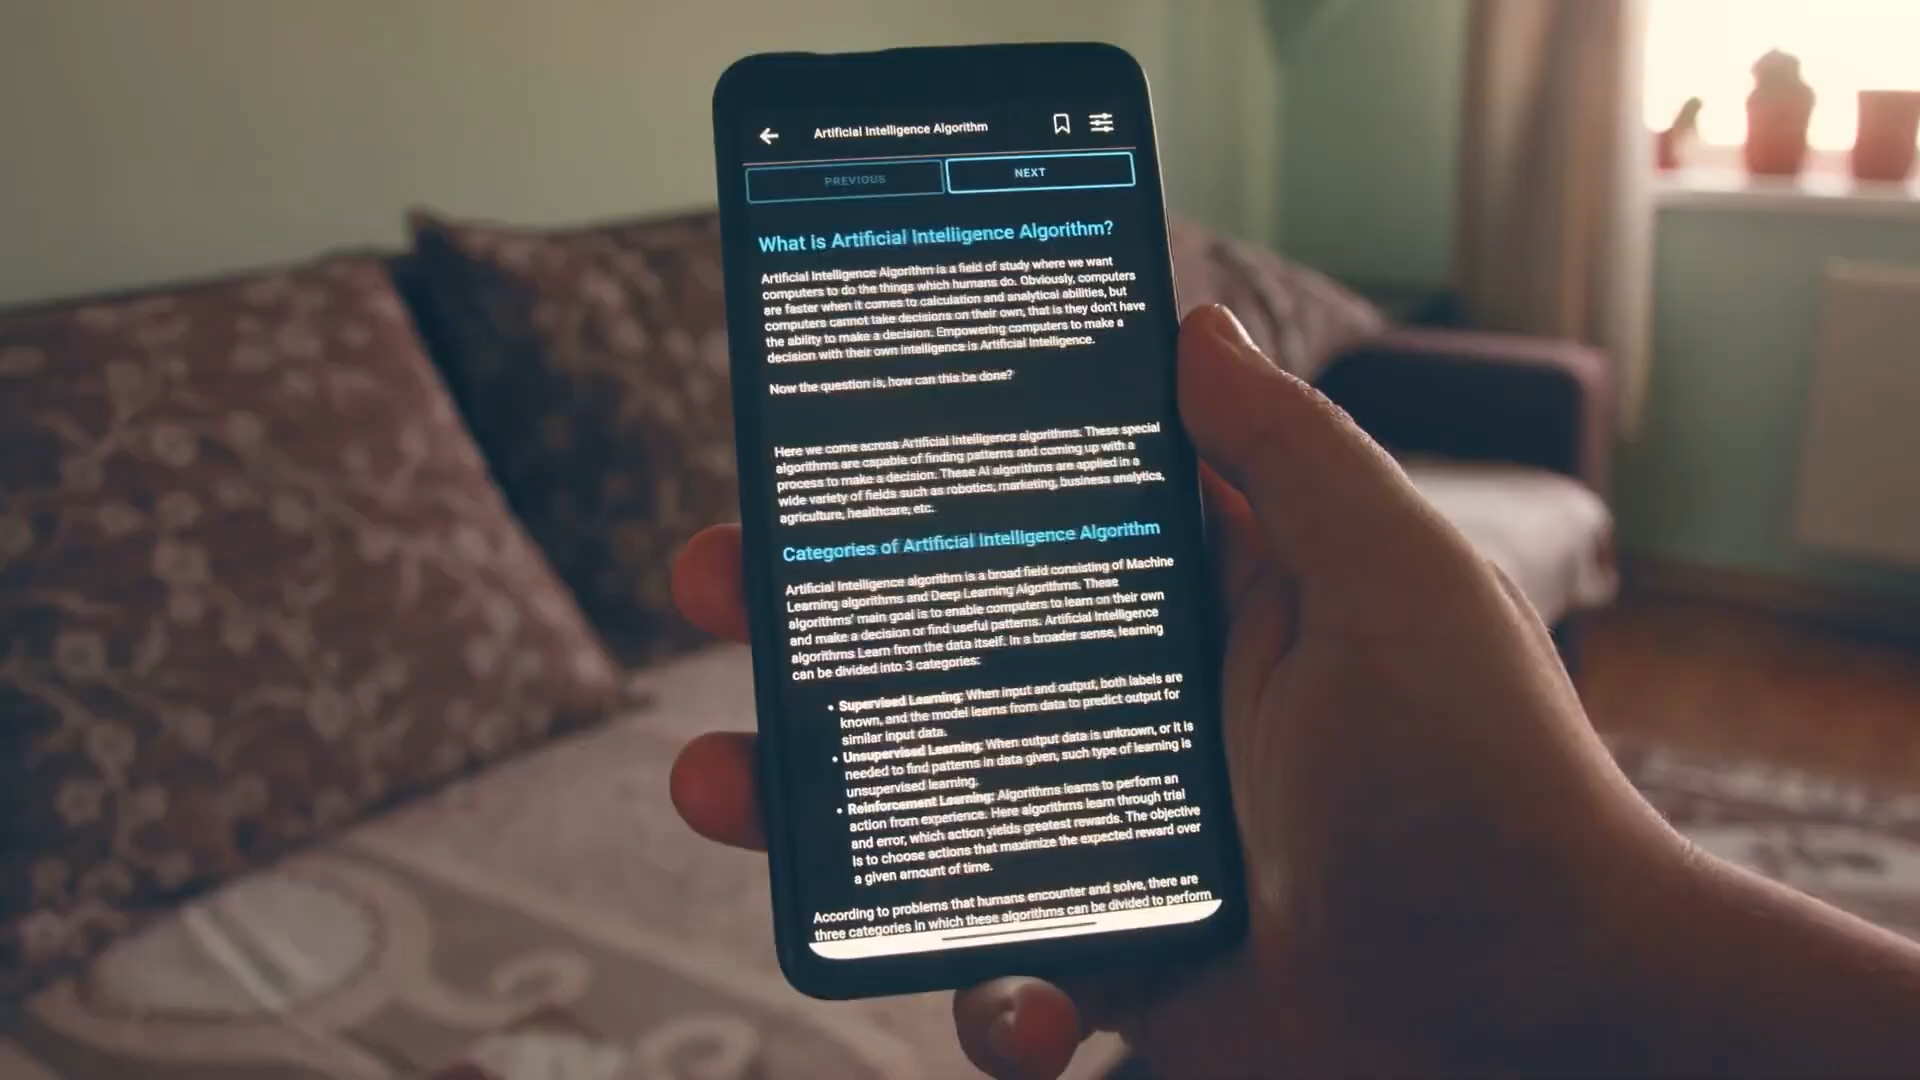 Artificial Intelligence Algorithm
PREVIOUS
NEXT
What is Artificial Intelligence Algorithm?
Artificial Intelligence Algorithm is a field of study where we want
computers to do the things which humans do. Obviously, computers
are faster when it comes to calculation and analytical abilities, but
computers cannot take decisions on their own, that is they don't have
the ability to make a decision. Empowering computers to make a
decision with their own Intelligence is Artificial Intelligence.
Now the question is, how can this be done?
Here we come across Artificial Intelligence algorithms. These special
algorithms are capable of finding patterns and coming up with a
process to make a decision. These AI algorithms are applied in a
wide variety of fields such as robotics, marketing, business analytics,
agriculture, healthcare, etc.
Categories of Artificial Intelligence Algorithm
Artificial Intelligence algorithm is a broad field consisting of Machine
Learning algorithms and Deep Learning Algorithms. These
algorithms' main goal is to enable computers to learn on their own
and make a decision or find useful patterns. Artificial Intelligence
algorithms Learn from the data itself. In a broader sense, learning
can be divided into 3 categories:
• Supervised Learning: When input and output, both labels are
known, and the model learns from data to predict output for
similar input data.
• Unsupervised Learning: When output data is unknown, or it is
needed to find patterns in data given, such type of learning is
unsupervised learning.
• Reinforcement Learning: Algorithms learns to perform an
action from experience. Here algorithms learn through trial
and error, which action yields greatest rewards. The objective
is to choose actions that maximize the expected reward over
a given amount of time.
According to problems that humans encounter and solve, there are
three categories in which these algorithms can be divided to perform